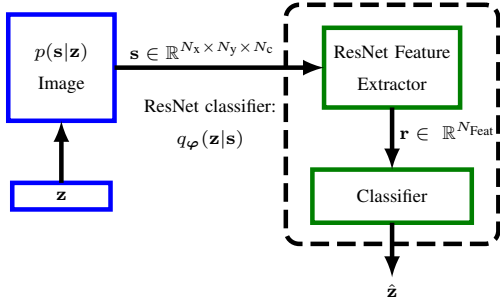 p(s|z)
Image
s ∈ ℝ^{N_x×N_y×N_c}
ResNet Feature
Extractor
ResNet classifier:
q_φ(z|s)
r ∈ ℝ^{N_Feat}
z
Classifier
ẑ